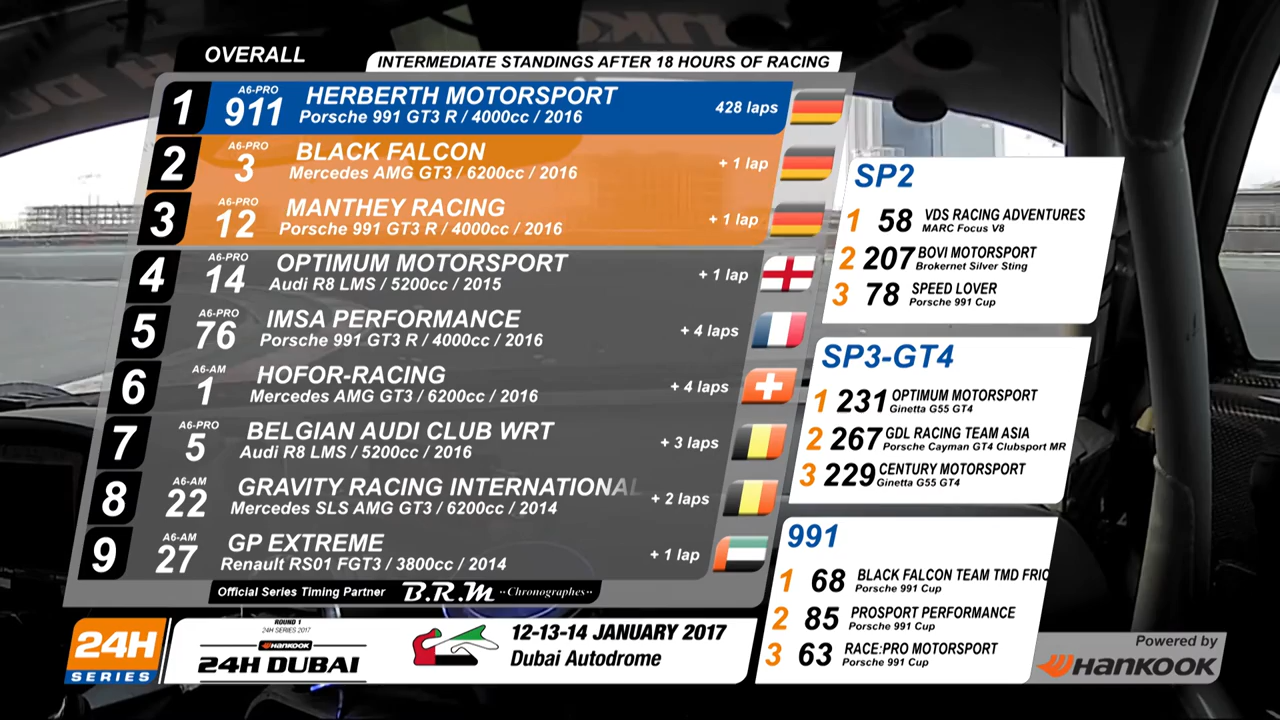 OVERALL
INTERMEDIATE STANDINGS AFTER 18 HOURS OF RACING
1 A6-PRO 911 HERBERTH MOTORSPORT 428 laps
Porsche 991 GT3 R / 4000cc / 2016
2 A6-PRO 3 BLACK FALCON + 1 lap
Mercedes AMG GT3 / 6200cc / 2016
3 A6-PRO 12 MANTHEY RACING + 1 lap
Porsche 991 GT3 R / 4000cc / 2016
4 A6-PRO 14 OPTIMUM MOTORSPORT + 1 lap
Audi R8 LMS / 5200cc / 2015
5 A6-PRO 76 IMSA PERFORMANCE + 4 laps
Porsche 991 GT3 R / 4000cc / 2016
6 A6-AM 1 HOFOR-RACING + 4 laps
Mercedes AMG GT3 / 6200cc / 2016
7 A6-PRO 5 BELGIAN AUDI CLUB WRT + 3 laps
Audi R8 LMS / 5200cc / 2016
8 A6-AM 22 GRAVITY RACING INTERNATIONAL + 2 laps
Mercedes SLS AMG GT3 / 6200cc / 2014
9 A6-AM 27 GP EXTREME + 1 lap
Renault RS01 FGT3 / 3800cc / 2014
Official Series Timing Partner B.R.M Chronographes
SP2
1 58 VDS RACING ADVENTURES
MARC Focus V8
2 207 BOVI MOTORSPORT
Brokernet Silver Sting
3 78 SPEED LOVER
Porsche 991 Cup
SP3-GT4
1 231 OPTIMUM MOTORSPORT
Ginetta G55 GT4
2 267 GDL RACING TEAM ASIA
Porsche Cayman GT4 Clubsport MR
3 229 CENTURY MOTORSPORT
Ginetta G55 GT4
991
1 68 BLACK FALCON TEAM TMD FRIC
Porsche 991 Cup
2 85 PROSPORT PERFORMANCE
Porsche 991 Cup
3 63 RACE:PRO MOTORSPORT
Porsche 991 Cup
24H
SERIES
ROUND 1
24H SERIES 2017
HANKOOK
24H DUBAI
12-13-14 JANUARY 2017
Dubai Autodrome
Powered by
HANKOOK